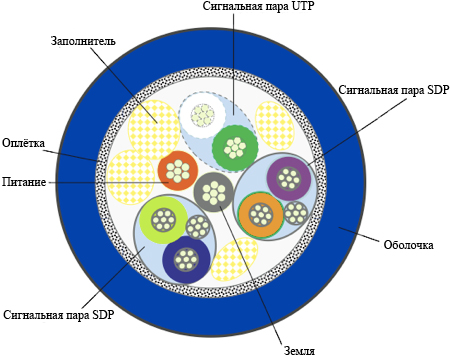 Сигнальная пара UTP
Заполнитель
Сигнальная пара SDP
Оплётка
Питание
Оболочка
Сигнальная пара SDP
Земля